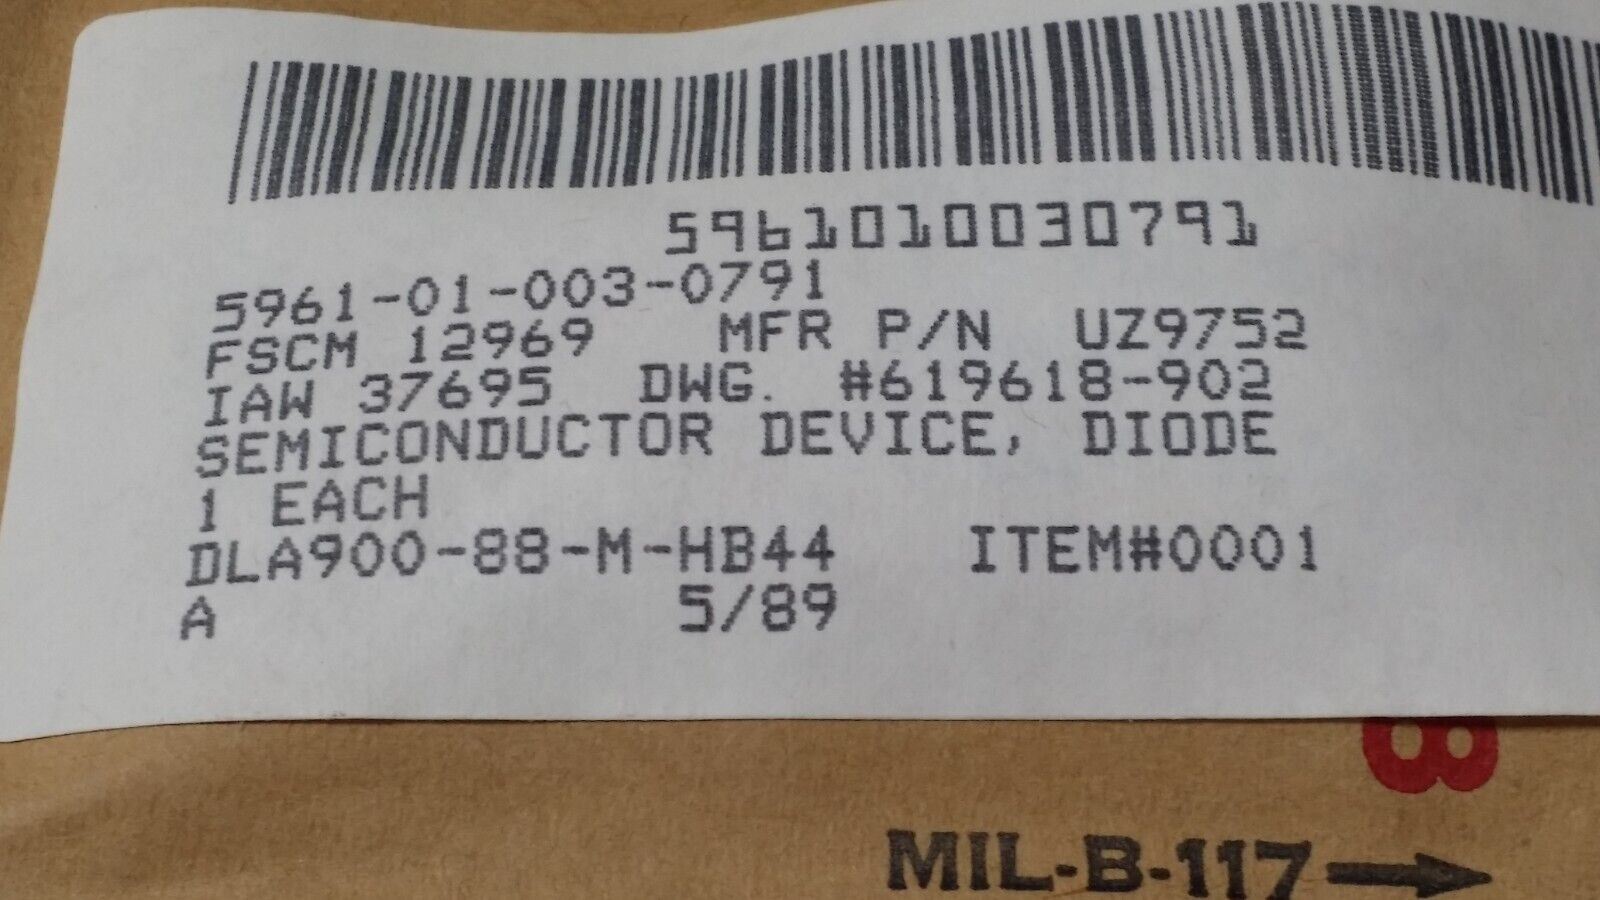 5961010030791
5961-01-003-0791
FSCM 12969 MFR P/N UZ9752
IAW 37695 DWG. #619618-902
SEMICONDUCTOR DEVICE, DIODE
1 EACH
DLA900-88-M-HB44 ITEM#0001
A 5/89
8
MIL-B-117